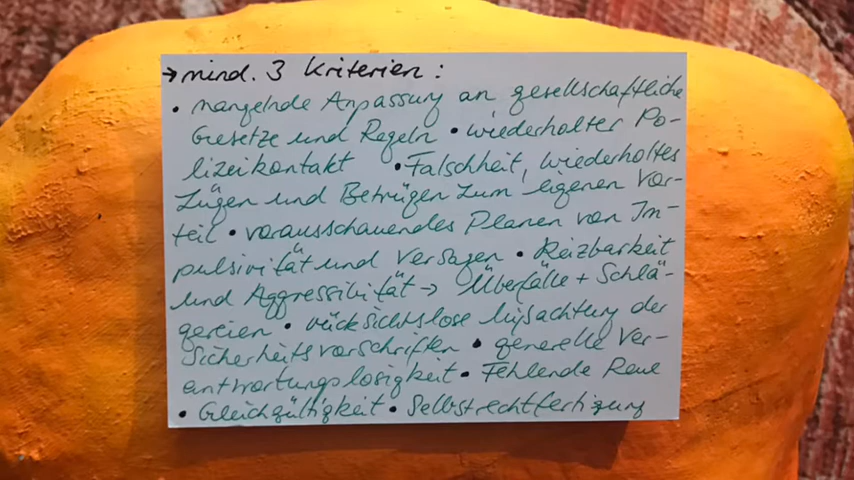 → mind. 3 Kriterien:
• mangelnde Anpassung an gesellschaftliche
Gesetze und Regeln • wiederholter Po-
lizeikontakt • Falschheit, wiederholtes
Lügen und Betrügen zum eigenen Vor-
teil • vorausschauendes Planen von Im-
pulsivität und Versagen • Reizbarkeit
und Aggressibilität → Überfälle + Schlä-
gereien • rücksichtslose Mißachtung der
Sicherheitsvorschriften • generelle Ver-
antwortungslosigkeit • Fehlende Reue
• Gleichgültigkeit • Selbstrechtfertigung